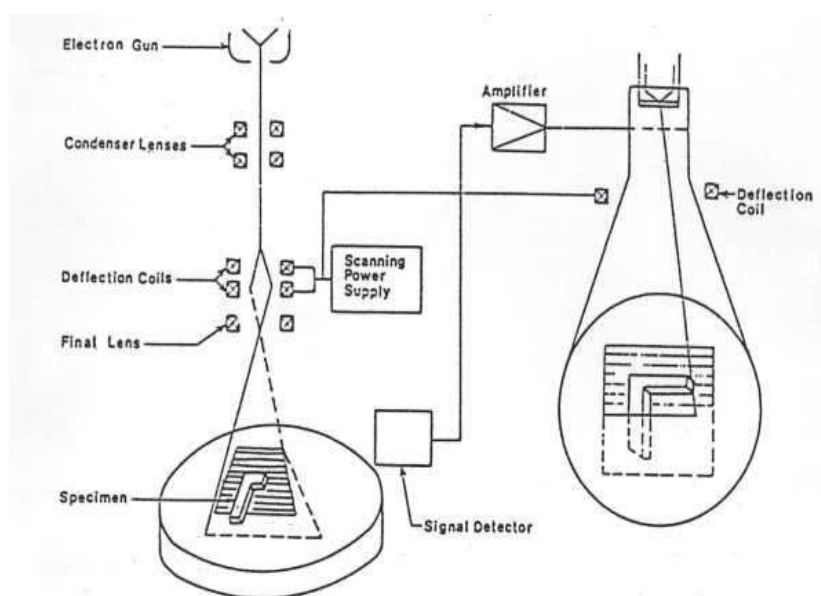 Electron Gun
Condenser Lenses
Deflection Coils
Final Lens
Specimen
Scanning
Power
Supply
Amplifier
Deflection
Coil
Signal Detector